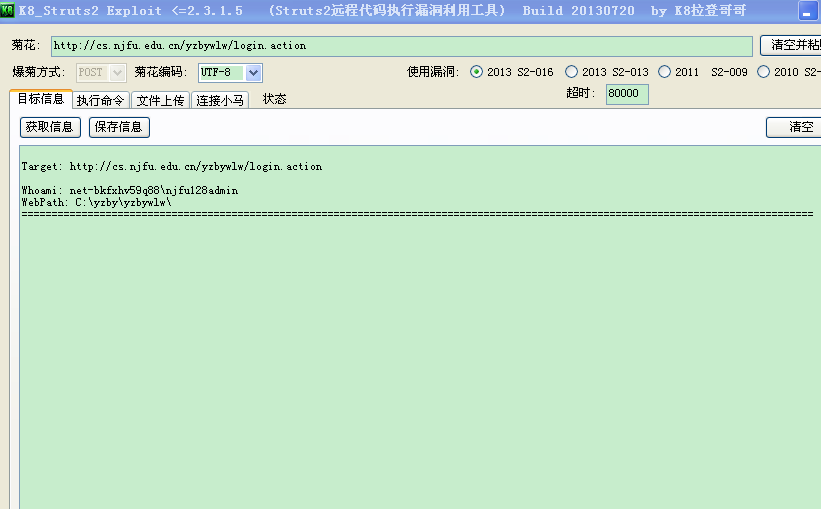 K8_Struts2 Exploit <=2.3.1.5 (Struts2远程代码执行漏洞利用工具) Build 20130720 by K8拉登哥哥
菊花: http://cs.njfu.edu.cn/yzbywlw/login.action 清空并粘贴
爆菊方式: POST 菊花编码: UTF-8 使用漏洞: 2013 S2-016 2013 S2-013 2011 S2-009 2010 S2-
超时: 80000
目标信息 执行命令 文件上传 连接小马 状态
获取信息 保存信息 清空
Target: http://cs.njfu.edu.cn/yzbywlw/login.action
Whoami: net-bkfxhv59q88\njfu128admin
WebPath: C:\yzby\yzbywlw\